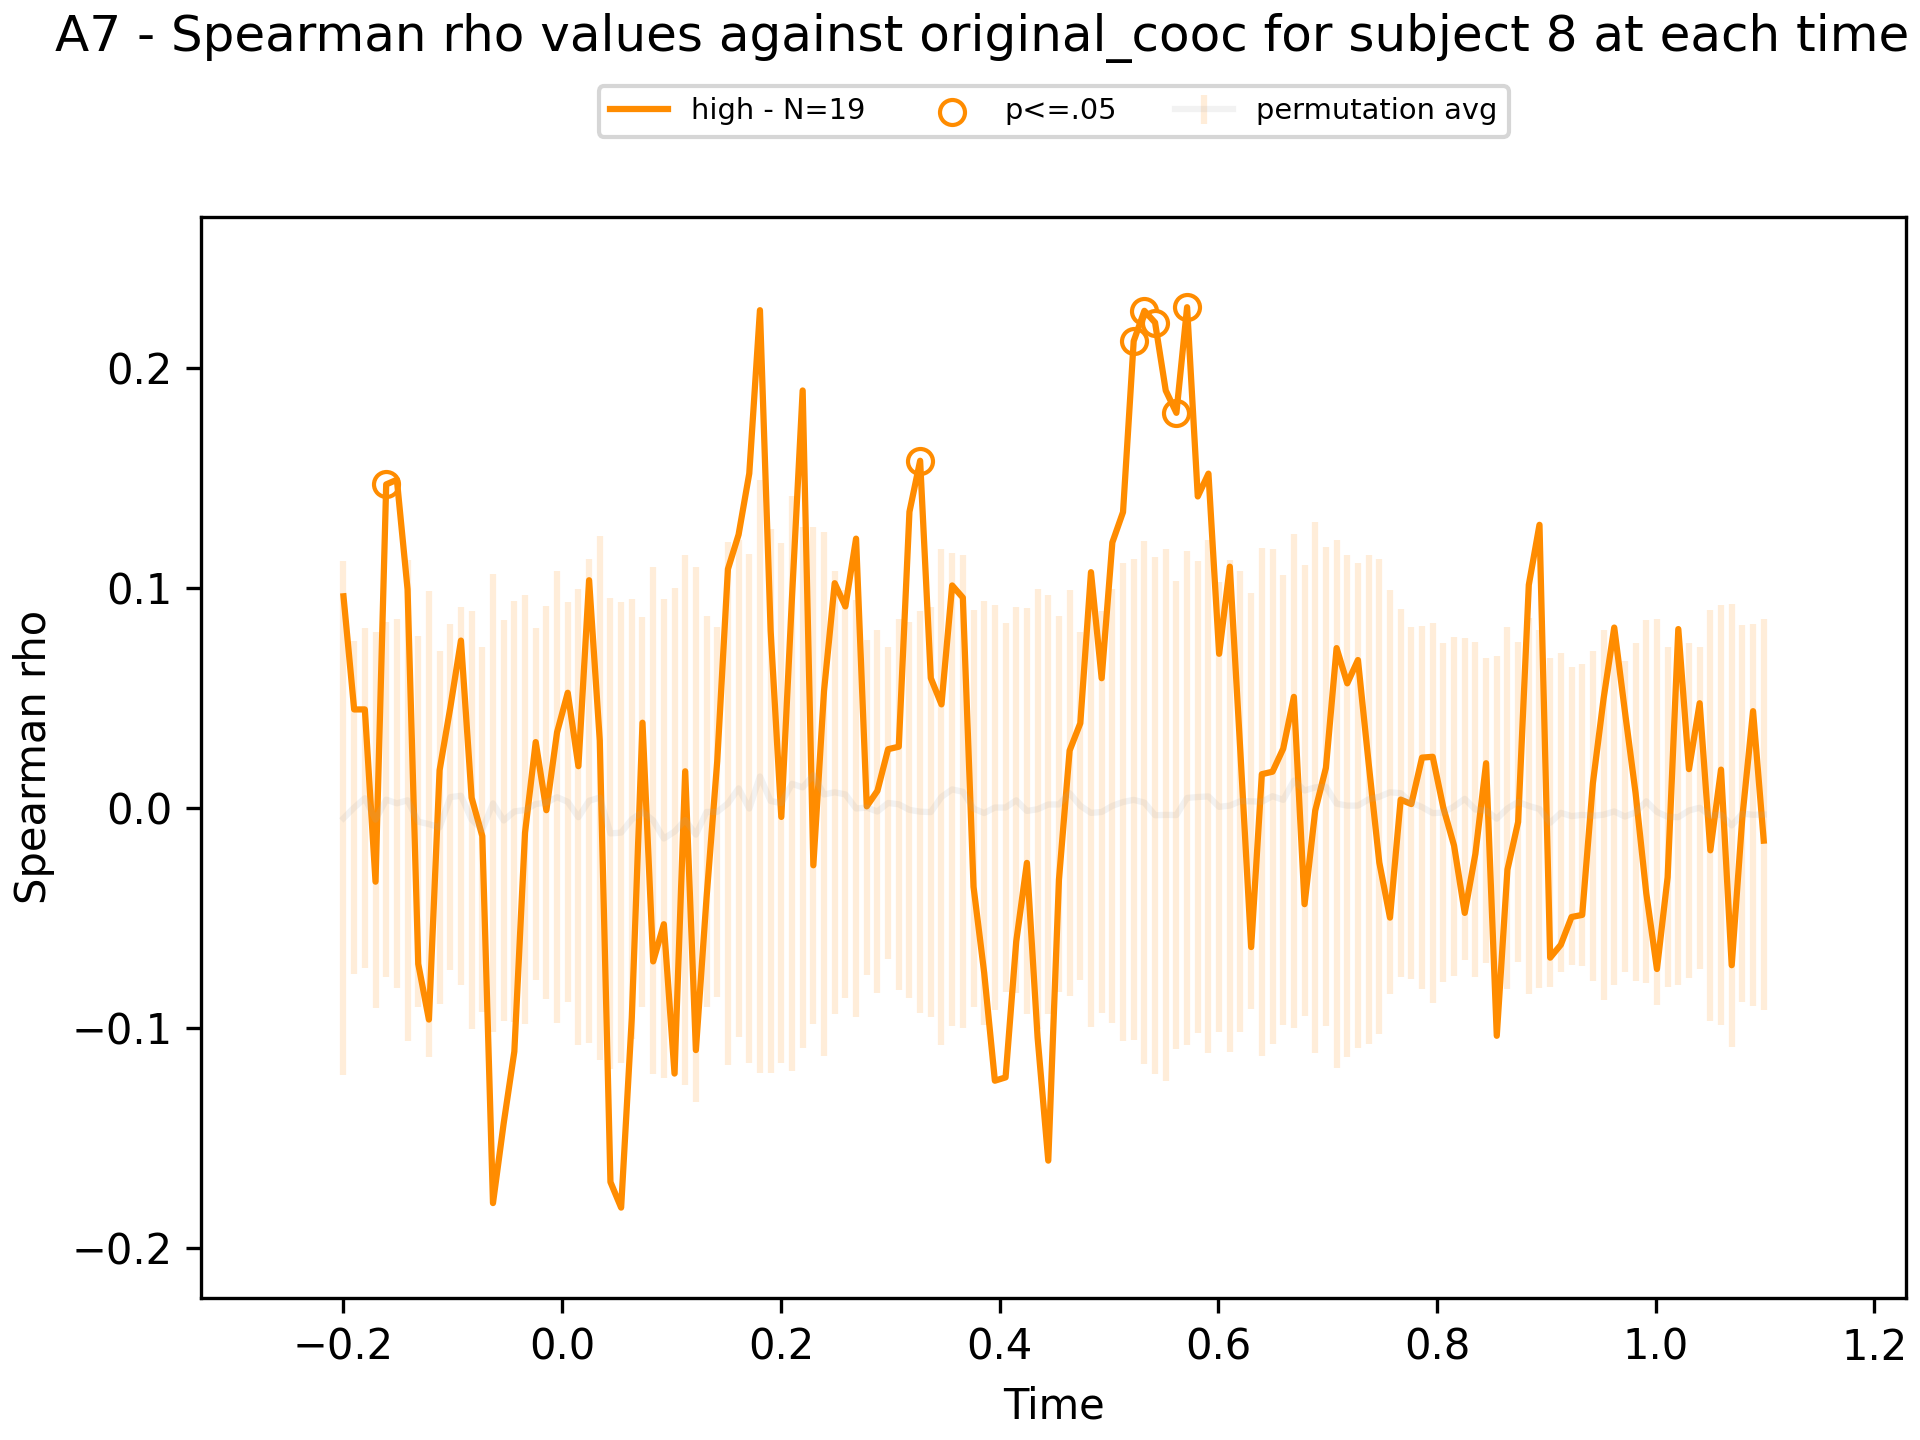 A7 - Spearman rho values against original_cooc for subject 8 at each time
high - N=19 p<=.05 permutation avg
Spearman rho
0.2
0.1
0.0
−0.1
−0.2
−0.2 0.0 0.2 0.4 0.6 0.8 1.0 1.2
Time